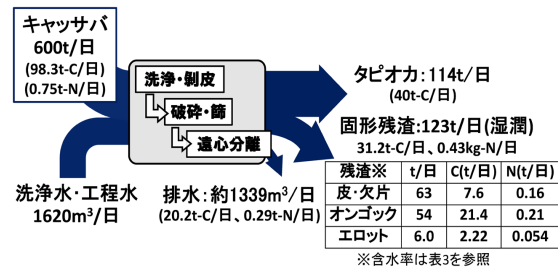 キャッサバ
600t/日
(98.3t-C/日)
(0.75t-N/日)
洗浄・剝皮
破砕・篩
遠心分離
タピオカ:114t/日
(40t-C/日)
固形残渣:123t/日(湿潤)
31.2t-C/日、0.43kg-N/日
洗浄水・工程水
1620m³/日
排水:約1339m³/日
(20.2t-C/日、0.29t-N/日)
残渣※ t/日 C(t/日) N(t/日)
皮・欠片 63 7.6 0.16
オンゴック 54 21.4 0.21
エロット 6.0 2.22 0.054
※含水率は表3を参照